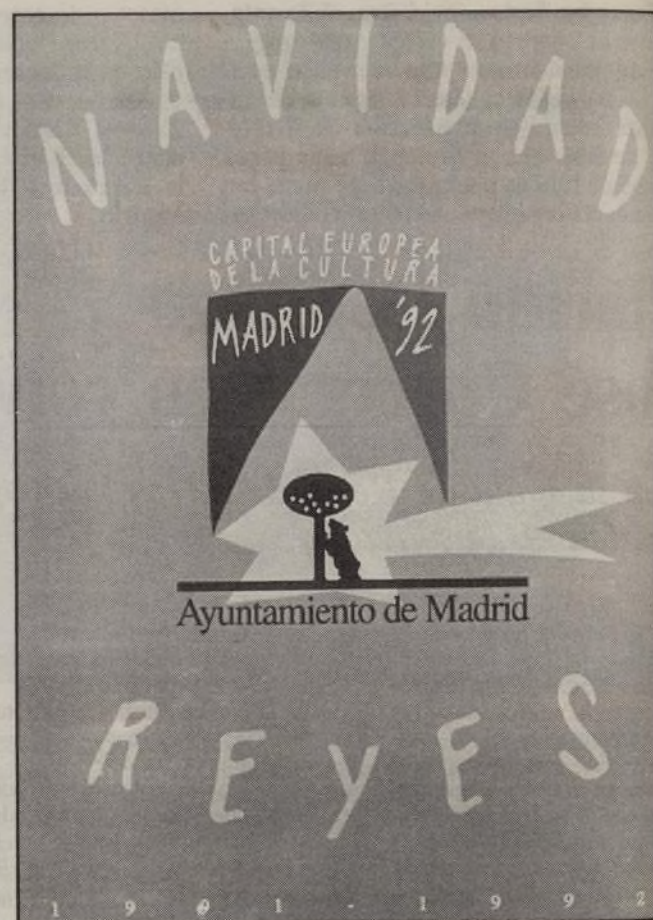 NAVIDAD
CAPITAL EUROPEA
DE LA CULTURA
MADRID '92
Ayuntamiento de Madrid
REYES
1991-1992